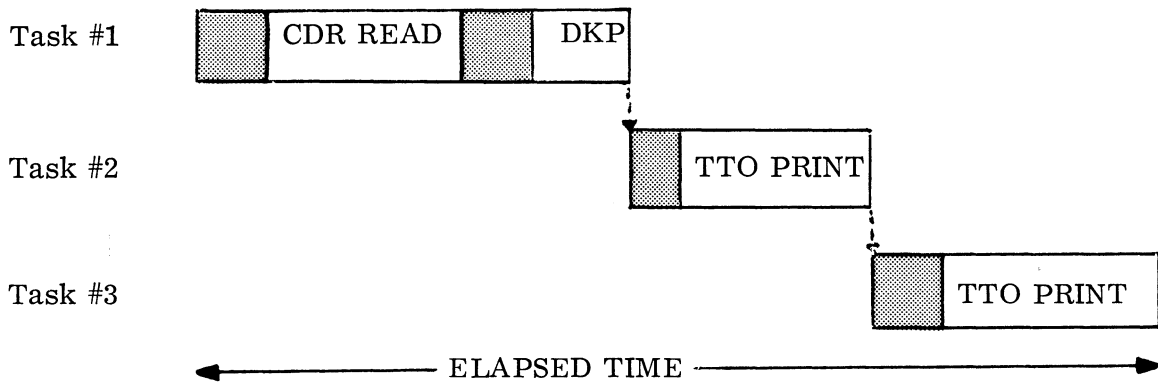 Task #1
CDR READ
DKP
Task #2
TTO PRINT
Task #3
TTO PRINT
ELAPSED TIME